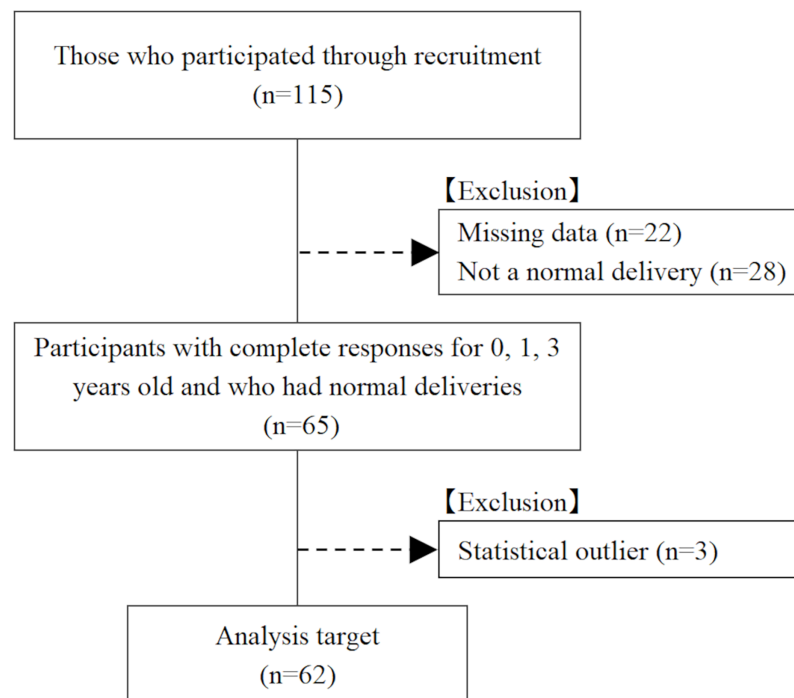 Those who participated through recruitment
(n=115)
【Exclusion】
Missing data (n=22)
Not a normal delivery (n=28)
Participants with complete responses for 0, 1, 3
years old and who had normal deliveries
(n=65)
【Exclusion】
Statistical outlier (n=3)
Analysis target
(n=62)